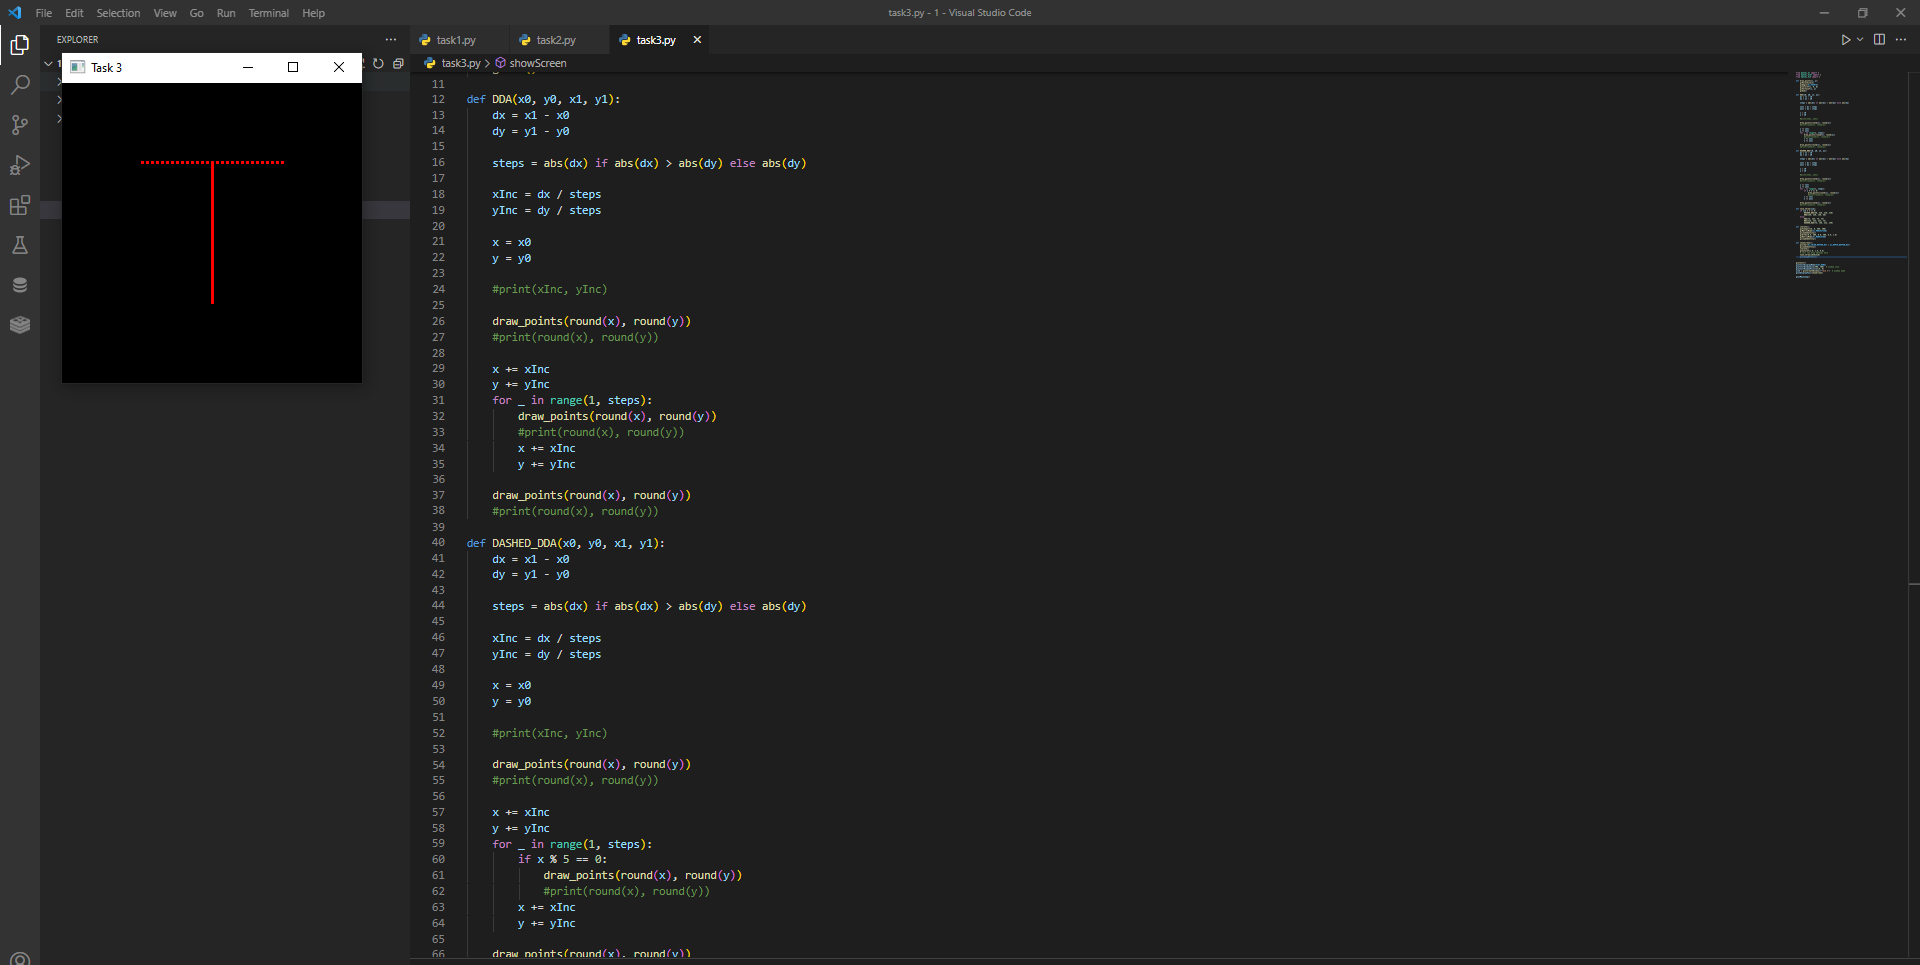 File Edit Selection View Go Run Terminal Help
task3.py - 1 - Visual Studio Code
EXPLORER
Task 3
task1.py task2.py task3.py
task3.py > showScreen
11
12 def DDA(x0, y0, x1, y1):
13 dx = x1 - x0
14 dy = y1 - y0
15
16 steps = abs(dx) if abs(dx) > abs(dy) else abs(dy)
17
18 xInc = dx / steps
19 yInc = dy / steps
20
21 x = x0
22 y = y0
23
24 #print(xInc, yInc)
25
26 draw_points(round(x), round(y))
27 #print(round(x), round(y))
28
29 x += xInc
30 y += yInc
31 for _ in range(1, steps):
32 draw_points(round(x), round(y))
33 #print(round(x), round(y))
34 x += xInc
35 y += yInc
36
37 draw_points(round(x), round(y))
38 #print(round(x), round(y))
39
40 def DASHED_DDA(x0, y0, x1, y1):
41 dx = x1 - x0
42 dy = y1 - y0
43
44 steps = abs(dx) if abs(dx) > abs(dy) else abs(dy)
45
46 xInc = dx / steps
47 yInc = dy / steps
48
49 x = x0
50 y = y0
51
52 #print(xInc, yInc)
53
54 draw_points(round(x), round(y))
55 #print(round(x), round(y))
56
57 x += xInc
58 y += yInc
59 for _ in range(1, steps):
60 if x % 5 == 0:
61 draw_points(round(x), round(y))
62 #print(round(x), round(y))
63 x += xInc
64 y += yInc
65
66 draw_points(round(x), round(y))